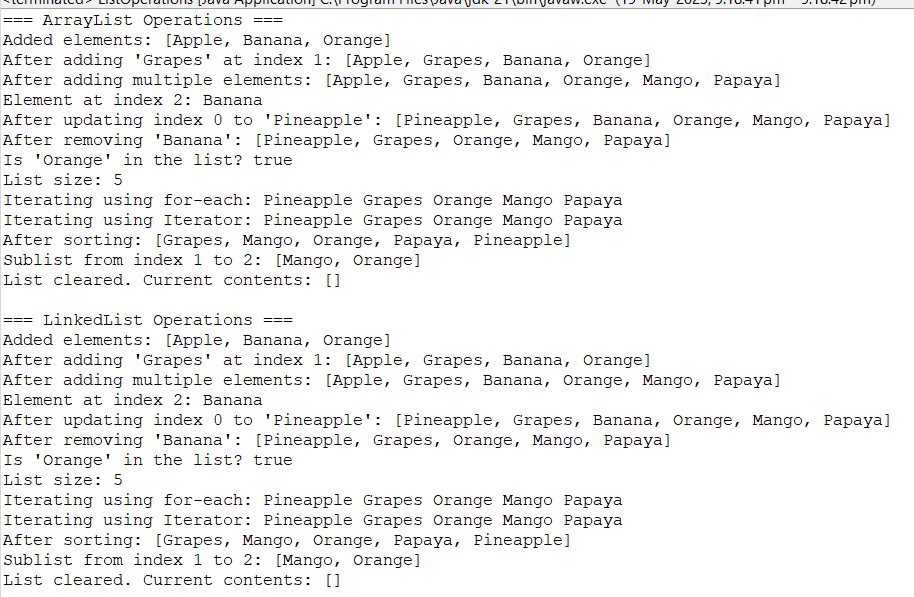 <terminated> ListOperations [Java Application] C:\Program Files\Java\jdk-21\bin\javaw.exe (19-May-2025, 9:18:41 pm – 9:18:42 pm)
=== ArrayList Operations ===
Added elements: [Apple, Banana, Orange]
After adding 'Grapes' at index 1: [Apple, Grapes, Banana, Orange]
After adding multiple elements: [Apple, Grapes, Banana, Orange, Mango, Papaya]
Element at index 2: Banana
After updating index 0 to 'Pineapple': [Pineapple, Grapes, Banana, Orange, Mango, Papaya]
After removing 'Banana': [Pineapple, Grapes, Orange, Mango, Papaya]
Is 'Orange' in the list? true
List size: 5
Iterating using for-each: Pineapple Grapes Orange Mango Papaya
Iterating using Iterator: Pineapple Grapes Orange Mango Papaya
After sorting: [Grapes, Mango, Orange, Papaya, Pineapple]
Sublist from index 1 to 2: [Mango, Orange]
List cleared. Current contents: []
=== LinkedList Operations ===
Added elements: [Apple, Banana, Orange]
After adding 'Grapes' at index 1: [Apple, Grapes, Banana, Orange]
After adding multiple elements: [Apple, Grapes, Banana, Orange, Mango, Papaya]
Element at index 2: Banana
After updating index 0 to 'Pineapple': [Pineapple, Grapes, Banana, Orange, Mango, Papaya]
After removing 'Banana': [Pineapple, Grapes, Orange, Mango, Papaya]
Is 'Orange' in the list? true
List size: 5
Iterating using for-each: Pineapple Grapes Orange Mango Papaya
Iterating using Iterator: Pineapple Grapes Orange Mango Papaya
After sorting: [Grapes, Mango, Orange, Papaya, Pineapple]
Sublist from index 1 to 2: [Mango, Orange]
List cleared. Current contents: []